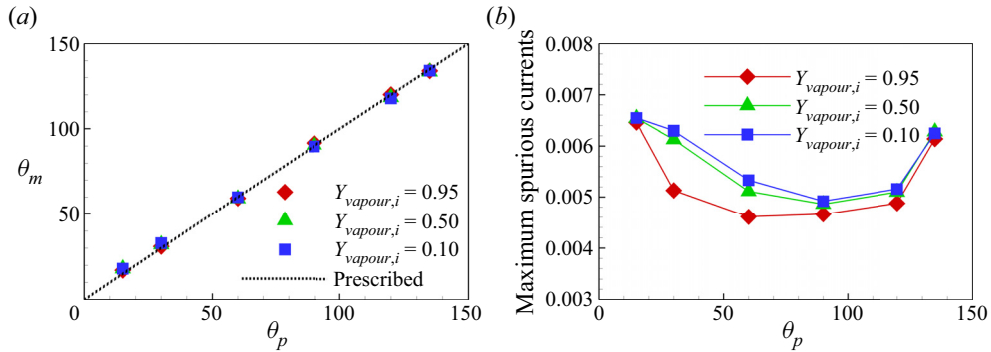 (a)
150
100
50
0
50
100
150
θm
θp
Yvapour,i = 0.95
Yvapour,i = 0.50
Yvapour,i = 0.10
Prescribed
(b)
0.008
0.007
0.006
0.005
0.004
0.003
0
50
100
150
Maximum spurious currents
θp
Yvapour,i = 0.95
Yvapour,i = 0.50
Yvapour,i = 0.10